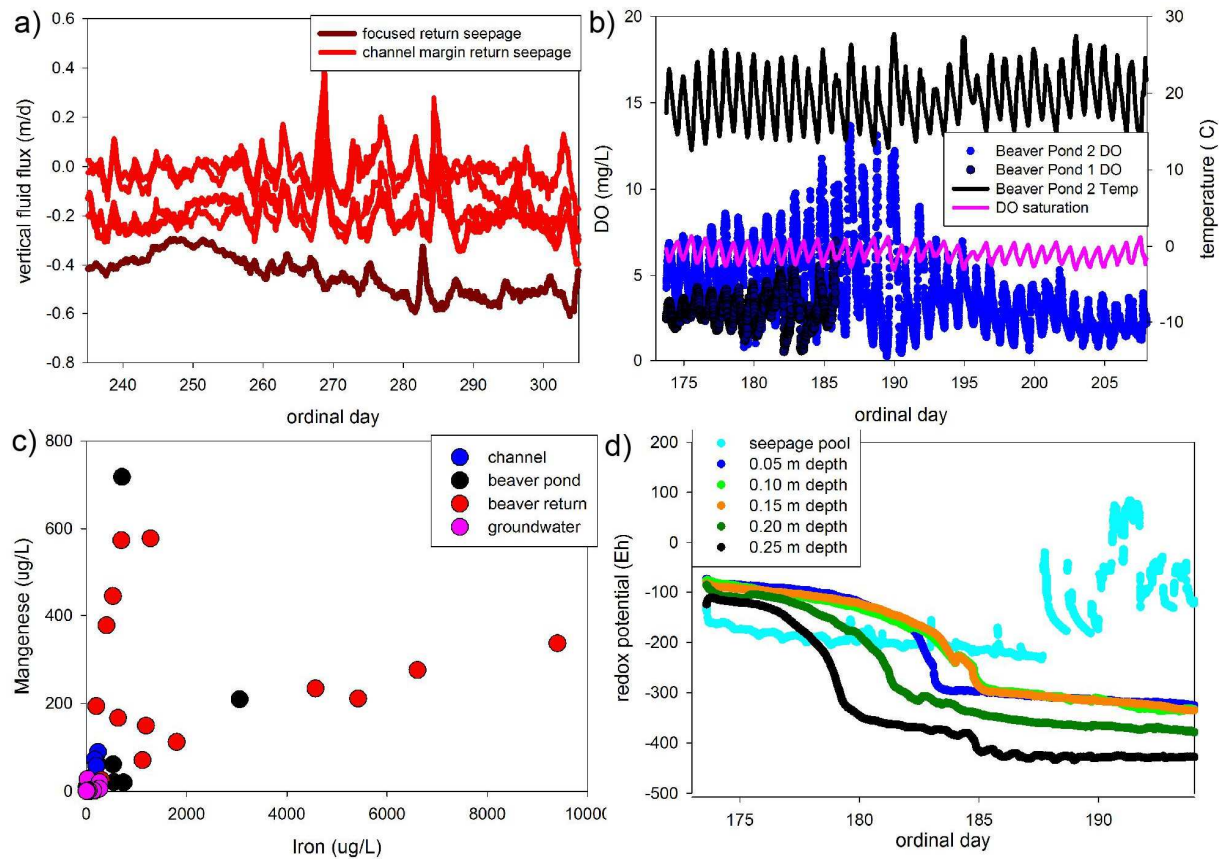 a)
focused return seepage
channel margin return seepage
vertical fluid flux (m/d)
0.6
0.4
0.2
0.0
-0.2
-0.4
-0.6
-0.8
240 250 260 270 280 290 300
ordinal day
b)
Beaver Pond 2 DO
Beaver Pond 1 DO
Beaver Pond 2 Temp
DO saturation
DO (mg/L)
20
15
10
5
0
temperature ( C)
30
20
10
0
-10
175 180 185 190 195 200 205
ordinal day
c)
channel
beaver pond
beaver return
groundwater
Mangenese (ug/L)
800
600
400
200
0
0 2000 4000 6000 8000 10000
Iron (ug/L)
d)
seepage pool
0.05 m depth
0.10 m depth
0.15 m depth
0.20 m depth
0.25 m depth
redox potential (Eh)
200
100
0
-100
-200
-300
-400
-500
175 180 185 190
ordinal day